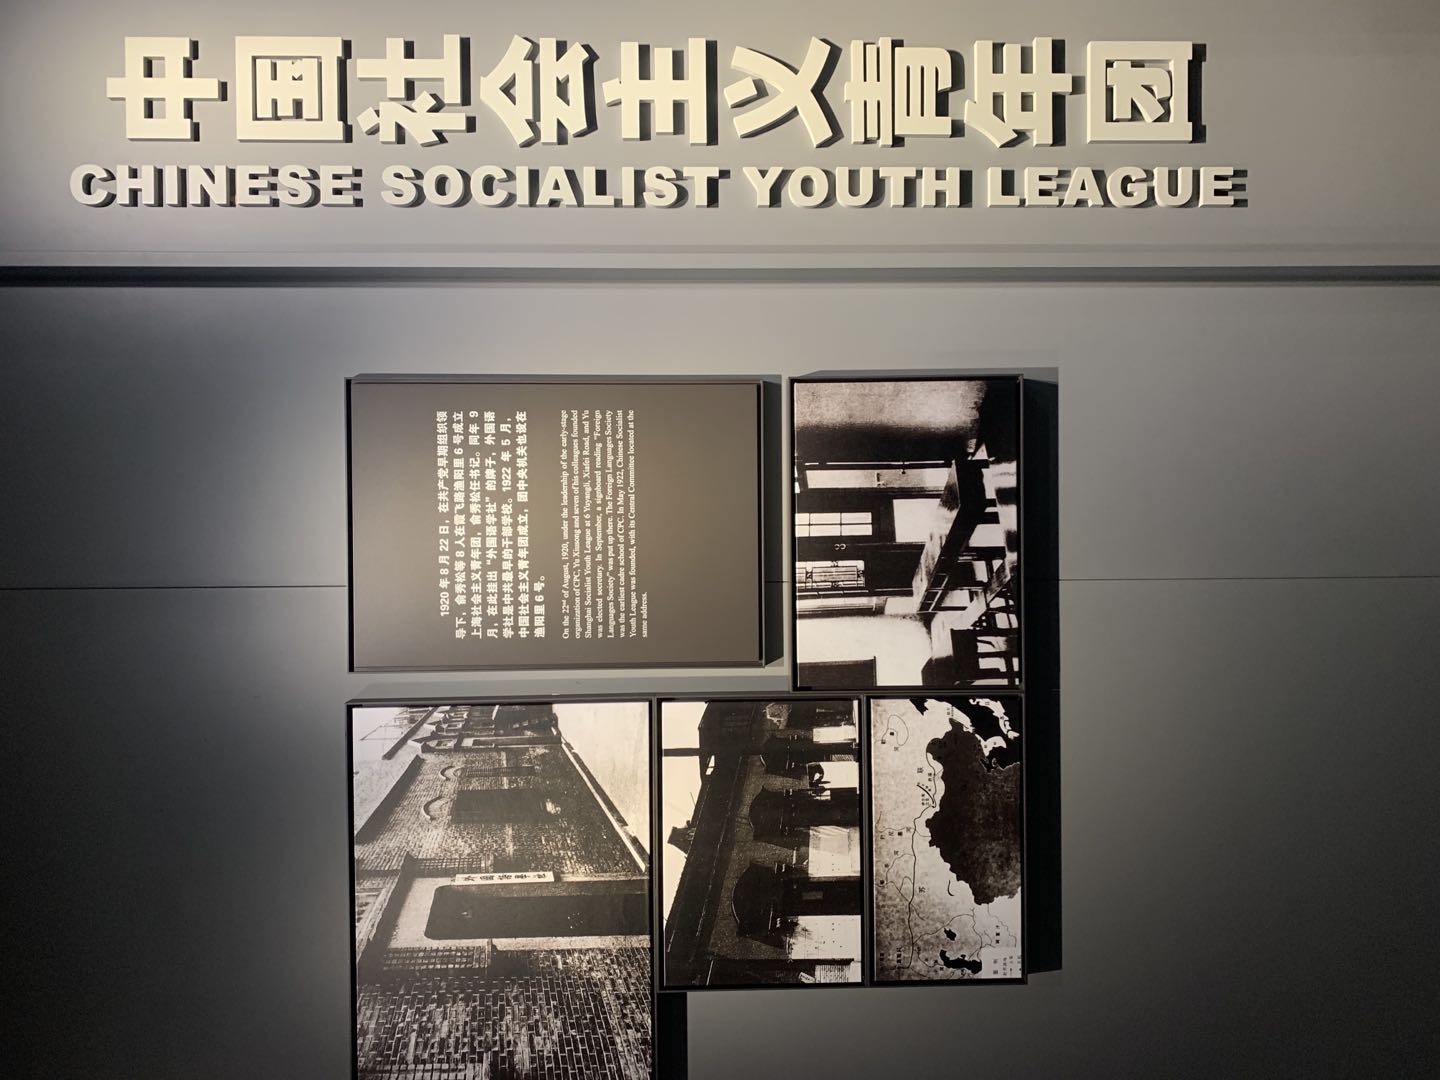 中国社会主义青年团
CHINESE SOCIALIST YOUTH LEAGUE
1920 年 8 月 22 日，在共产党早期组织领
导下，俞秀松等 8 人在霞飞路渔阳里 6 号成立
上海社会主义青年团，俞秀松任书记。同年 9
月，在此挂出“外国语学社”的牌子，外国语
学社是中共最早的干部学校。1922 年 5 月，
中国社会主义青年团成立，团中央机关也设在
渔阳里 6 号。
On the 22nd of August, 1920, under the leadership of the early-stage
organization of CPC, Yu Xiusong and seven of his colleagues founded
Shanghai Socialist Youth League at 6 Yuyangli, Xiafei Road, and Yu
was elected secretary. In September, a signboard reading "Foreign
Languages Society" was put up there. The Foreign Languages Society
was the earliest cadre school of CPC. In May 1922, Chinese Socialist
Youth League was founded, with its Central Committee located at the
same address.
外国语学社
苏 联
图 例